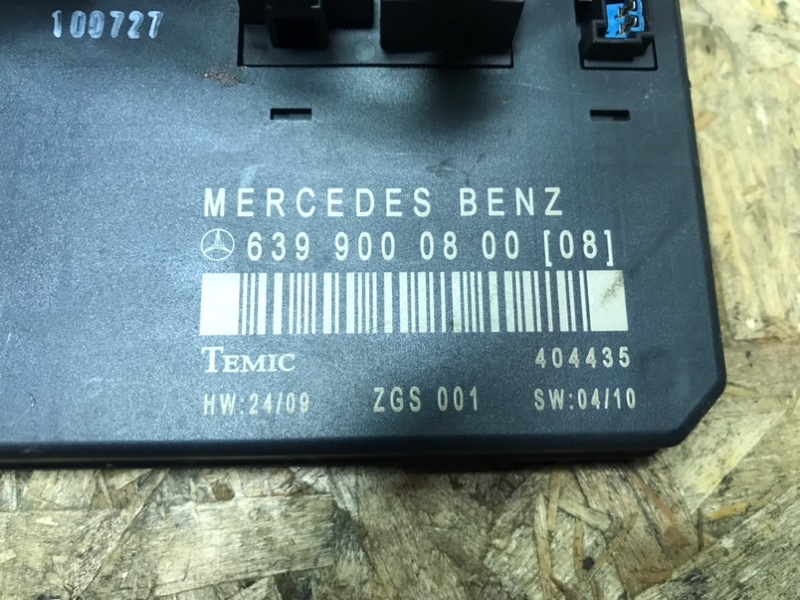 109727
MERCEDES BENZ
639 900 08 00 [08]
TEMIC 404435
HW:24/09 ZGS 001 SW:04/10